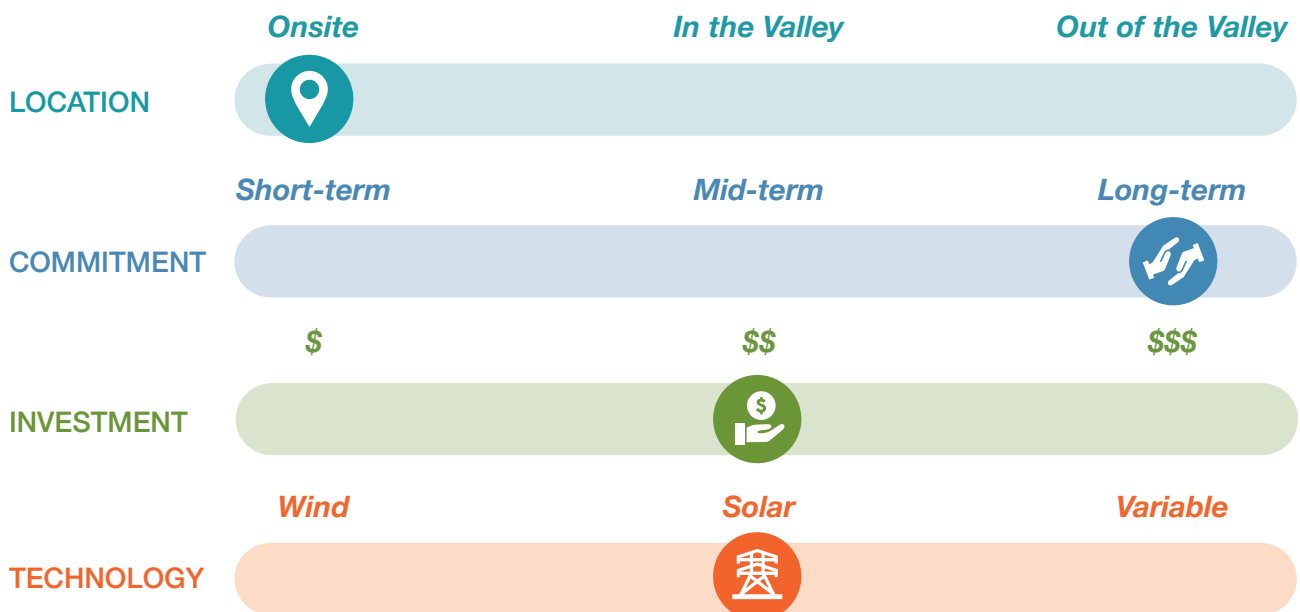 Onsite In the Valley Out of the Valley
LOCATION
Short-term Mid-term Long-term
COMMITMENT
$ $$ $$$
$
INVESTMENT
Wind Solar Variable
TECHNOLOGY